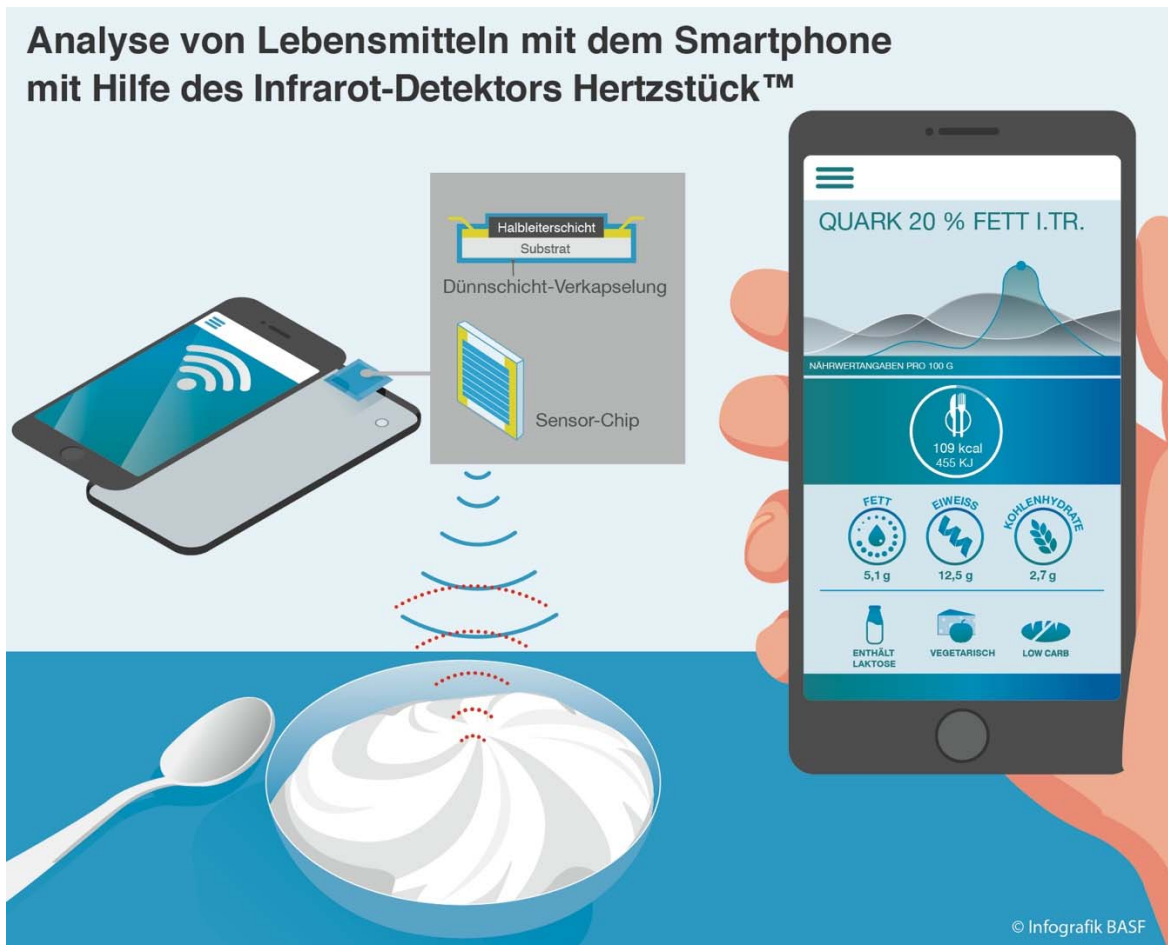 Analyse von Lebensmitteln mit dem Smartphone
mit Hilfe des Infrarot-Detektors Hertzstück™
Halbleiterschicht
Substrat
Dünnschicht-Verkapselung
Sensor-Chip
QUARK 20 % FETT I.TR.
NÄHRWERTANGABEN PRO 100 G
109 kcal
455 KJ
FETT
5,1 g
EIWEISS
12,5 g
KOHLENHYDRATE
2,7 g
ENTHÄLT
LAKTOSE
VEGETARISCH
LOW CARB
© Infografik BASF